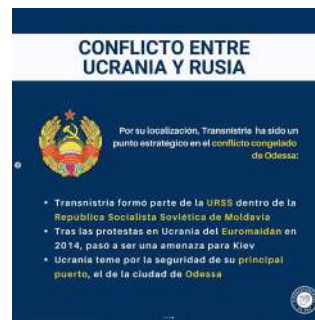 CONFLICTO ENTRE
UCRANIA Y RUSIA
Por su localización, Transnistria ha sido un
punto estratégico en el conflicto congelado
de Odessa:
• Transnistria formó parte de la URSS dentro de la
República Socialista Soviética de Moldavia
• Tras las protestas en Ucrania del Euromaidán en
2014, pasó a ser una amenaza para Kiev
• Ucrania teme por la seguridad de su principal
puerto, el de la ciudad de Odessa